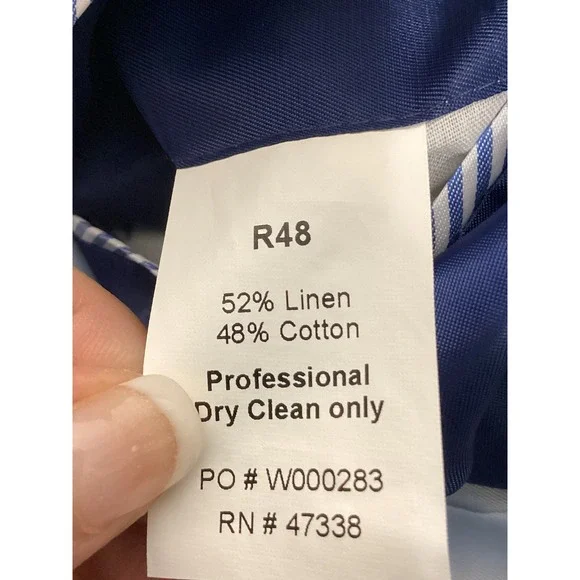 R48
52% Linen
48% Cotton
Professional
Dry Clean only
PO # W000283
RN # 47338